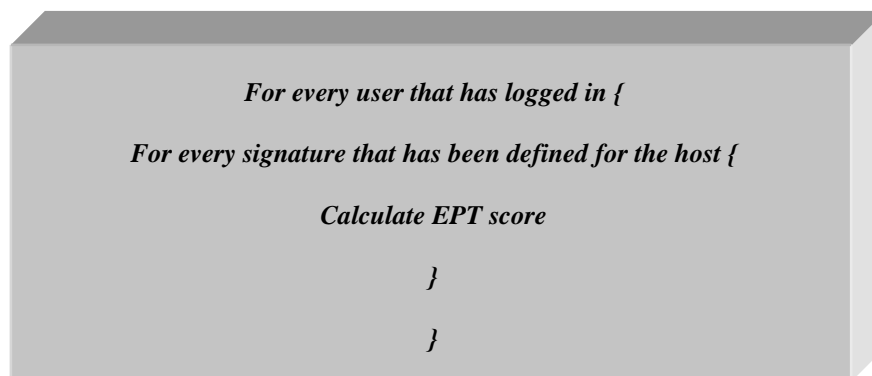 For every user that has logged in {
For every signature that has been defined for the host {
Calculate EPT score
}
}